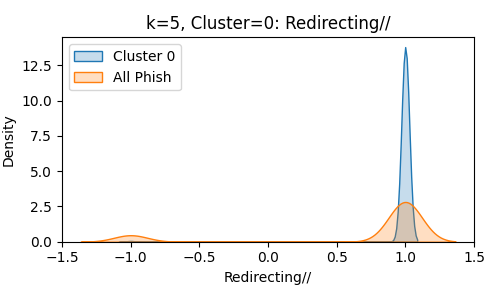 k=5, Cluster=0: Redirecting//
Cluster 0
All Phish
Density
12.5
10.0
7.5
5.0
2.5
0.0
−1.5
−1.0
−0.5
0.0
0.5
1.0
1.5
Redirecting//